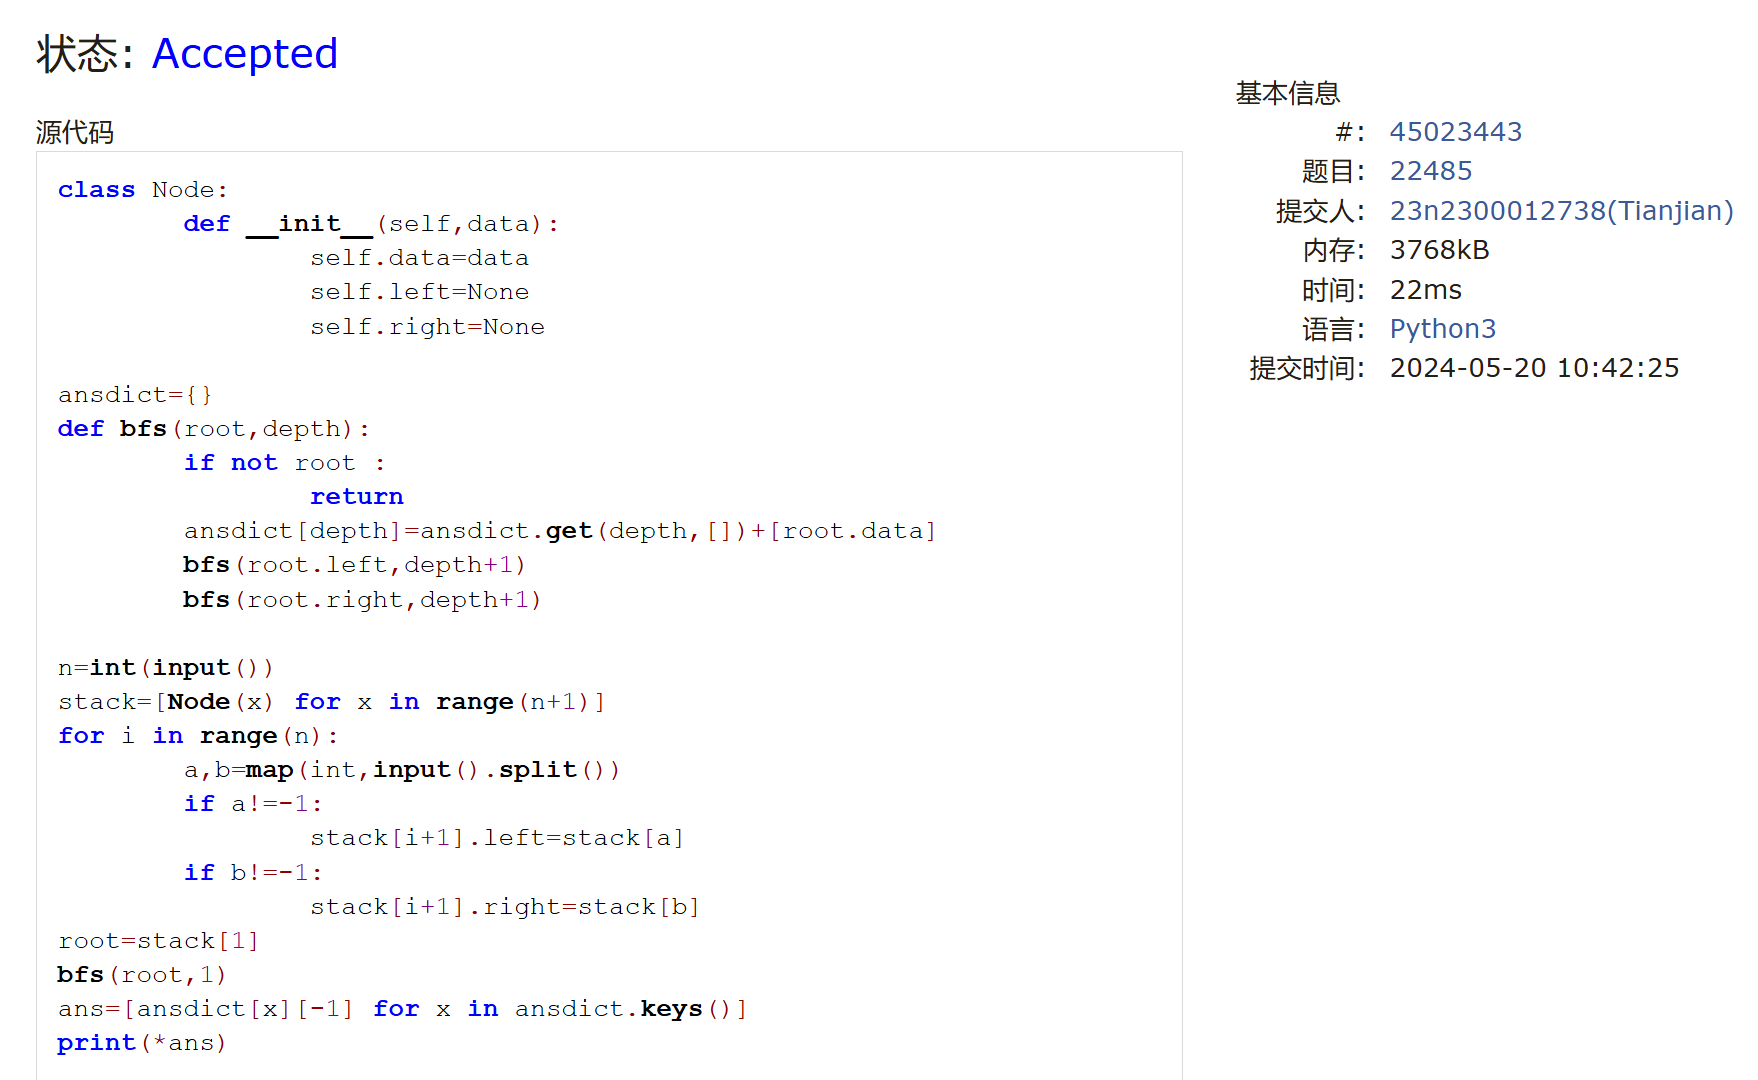 状态: Accepted
源代码
class Node:
        def __init__(self,data):
                self.data=data
                self.left=None
                self.right=None

ansdict={}
def bfs(root,depth):
        if not root :
                return
        ansdict[depth]=ansdict.get(depth,[])+[root.data]
        bfs(root.left,depth+1)
        bfs(root.right,depth+1)

n=int(input())
stack=[Node(x) for x in range(n+1)]
for i in range(n):
        a,b=map(int,input().split())
        if a!=-1:
                stack[i+1].left=stack[a]
        if b!=-1:
                stack[i+1].right=stack[b]
root=stack[1]
bfs(root,1)
ans=[ansdict[x][-1] for x in ansdict.keys()]
print(*ans)
基本信息
#: 45023443
题目: 22485
提交人: 23n2300012738(Tianjian)
内存: 3768kB
时间: 22ms
语言: Python3
提交时间: 2024-05-20 10:42:25